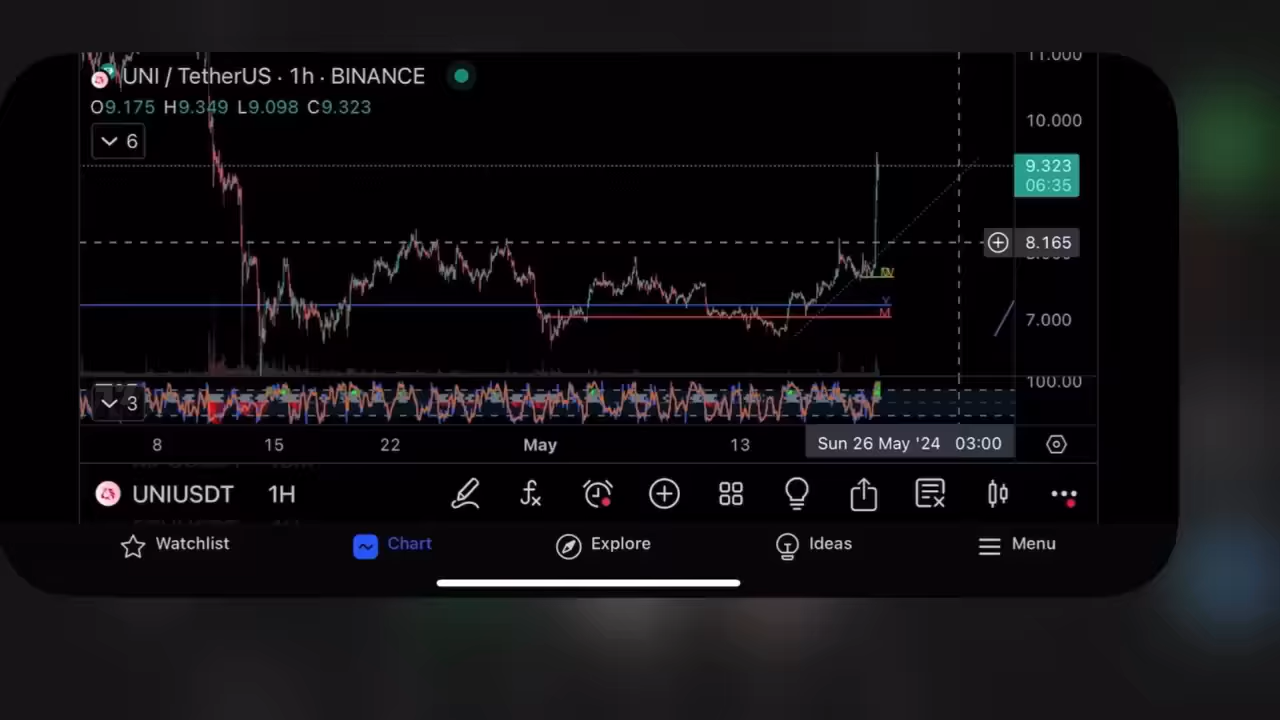 11.000
UNI / TetherUS · 1h · BINANCE
O9.175 H9.349 L9.098 C9.323
10.000
6
9.323
06:35
8.165
7.000
Y
M
100.00
3
8 15 22 May 13 Sun 26 May '24 03:00
UNIUSDT 1H
Watchlist Chart Explore Ideas Menu